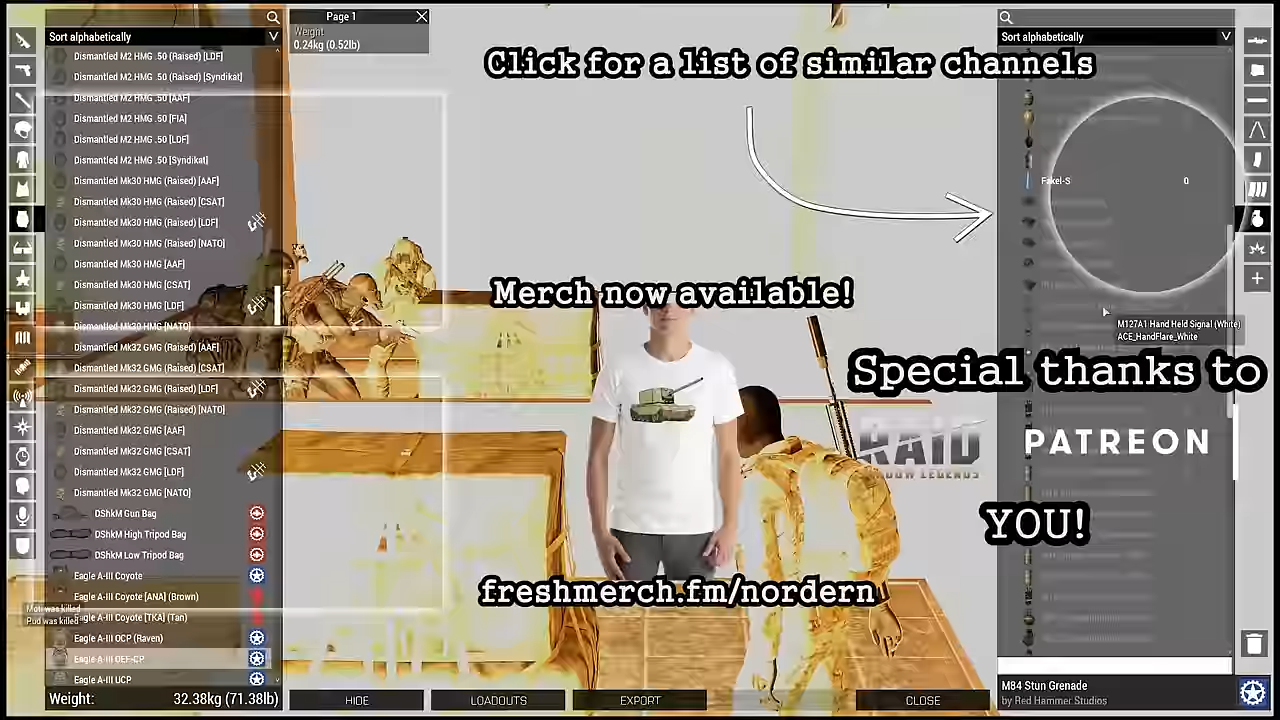 Page 1
Sort alphabetically
Weight
0.24kg (0.52lb)
Sort alphabetically
Dismantled M2 HMG .50 (Raised) [LDF]
Dismantled M2 HMG .50 (Raised) [Syndikat]
Dismantled M2 HMG .50 [AAF]
Dismantled M2 HMG .50 [FIA]
Dismantled M2 HMG .50 [LDF]
Dismantled M2 HMG .50 [Syndikat]
Dismantled Mk30 HMG (Raised) [AAF]
Dismantled Mk30 HMG (Raised) [CSAT]
Dismantled Mk30 HMG (Raised) [LDF]
Dismantled Mk30 HMG (Raised) [NATO]
Dismantled Mk30 HMG [AAF]
Dismantled Mk30 HMG [CSAT]
Dismantled Mk30 HMG [LDF]
Dismantled Mk30 HMG [NATO]
Dismantled Mk32 GMG (Raised) [AAF]
Dismantled Mk32 GMG (Raised) [CSAT]
Dismantled Mk32 GMG (Raised) [LDF]
Dismantled Mk32 GMG (Raised) [NATO]
Dismantled Mk32 GMG [AAF]
Dismantled Mk32 GMG [CSAT]
Dismantled Mk32 GMG [LDF]
Dismantled Mk32 GMG [NATO]
DShkM Gun Bag
DShkM High Tripod Bag
DShkM Low Tripod Bag
Eagle A-III Coyote
Eagle A-III Coyote [ANA] (Brown)
Eagle A-III Coyote [TKA] (Tan)
Eagle A-III OCP (Raven)
Eagle A-III OEF-CP
Eagle A-III UCP
Moti was killed
Pud was killed
Weight: 32.38kg (71.38lb)
Click for a list of similar channels
Fakel-S 0
Merch now available!
M127A1 Hand Held Signal (White)
ACE_HandFlare_White
Special thanks to
RAID
SHADOW LEGENDS
PATREON
YOU!
freshmerch.fm/nordern
HIDE
LOADOUTS
EXPORT
CLOSE
M84 Stun Grenade
by Red Hammer Studios